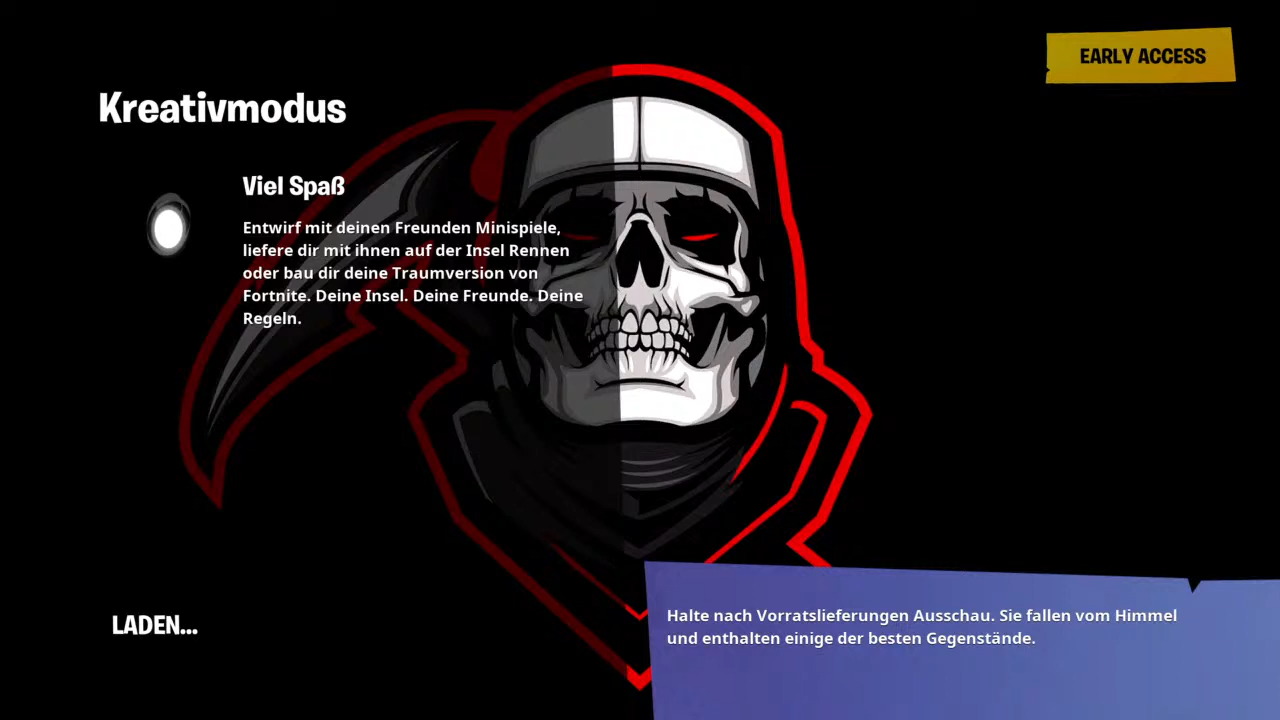 EARLY ACCESS
Kreativmodus
Viel Spaß
Entwirf mit deinen Freunden Minispiele,
liefere dir mit ihnen auf der Insel Rennen
oder bau dir deine Traumversion von
Fortnite. Deine Insel. Deine Freunde. Deine
Regeln.
LADEN...
Halte nach Vorratslieferungen Ausschau. Sie fallen vom Himmel
und enthalten einige der besten Gegenstände.